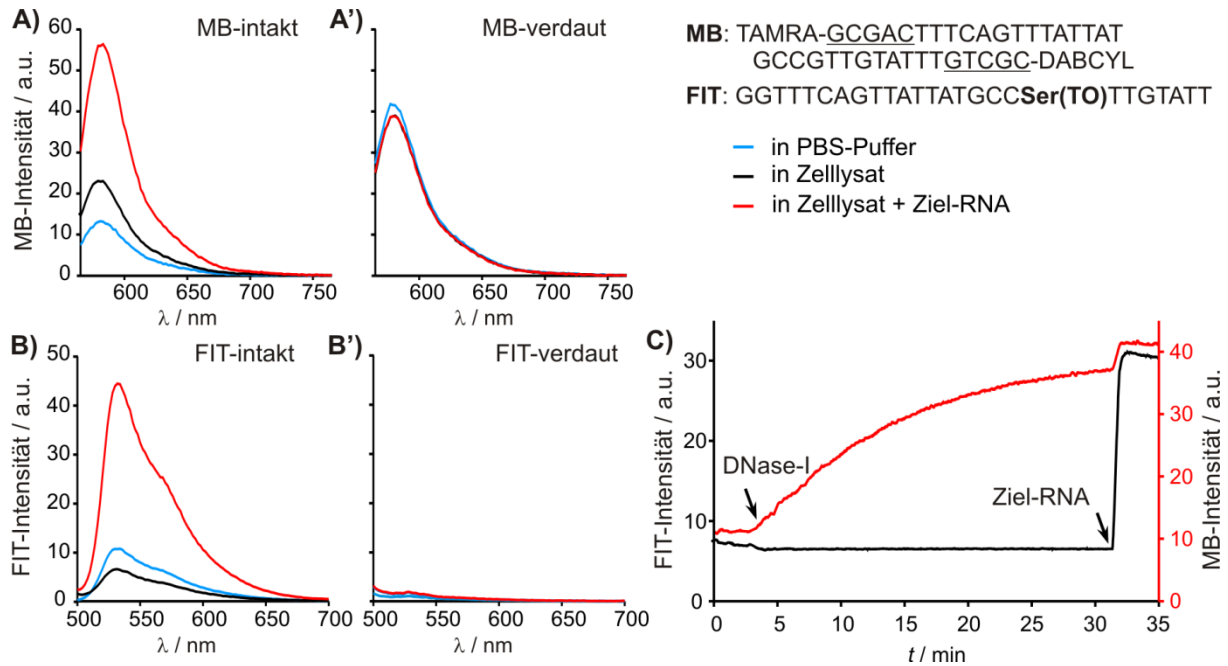 A)
MB-intakt
MB-Intensität / a.u.
60
50
40
30
20
10
0
600
650
700
750
λ / nm
A')
MB-verdaut
600
650
700
750
λ / nm
MB: TAMRA-GCGACTTTCAGTTTATTAT
GCCGTTGTATTTGTCGC-DABCYL
FIT: GGTTTCAGTTATTATGCCSer(TO)TTGTATT
in PBS-Puffer
in Zelllysat
in Zelllysat + Ziel-RNA
B)
FIT-intakt
FIT-Intensität / a.u.
50
40
30
20
10
0
500
550
600
650
700
λ / nm
B')
FIT-verdaut
500
550
600
650
700
λ / nm
C)
FIT-Intensität / a.u.
30
20
10
0
DNase-I
Ziel-RNA
40
30
20
10
0
MB-Intensität / a.u.
0
5
10
15
20
25
30
35
t / min